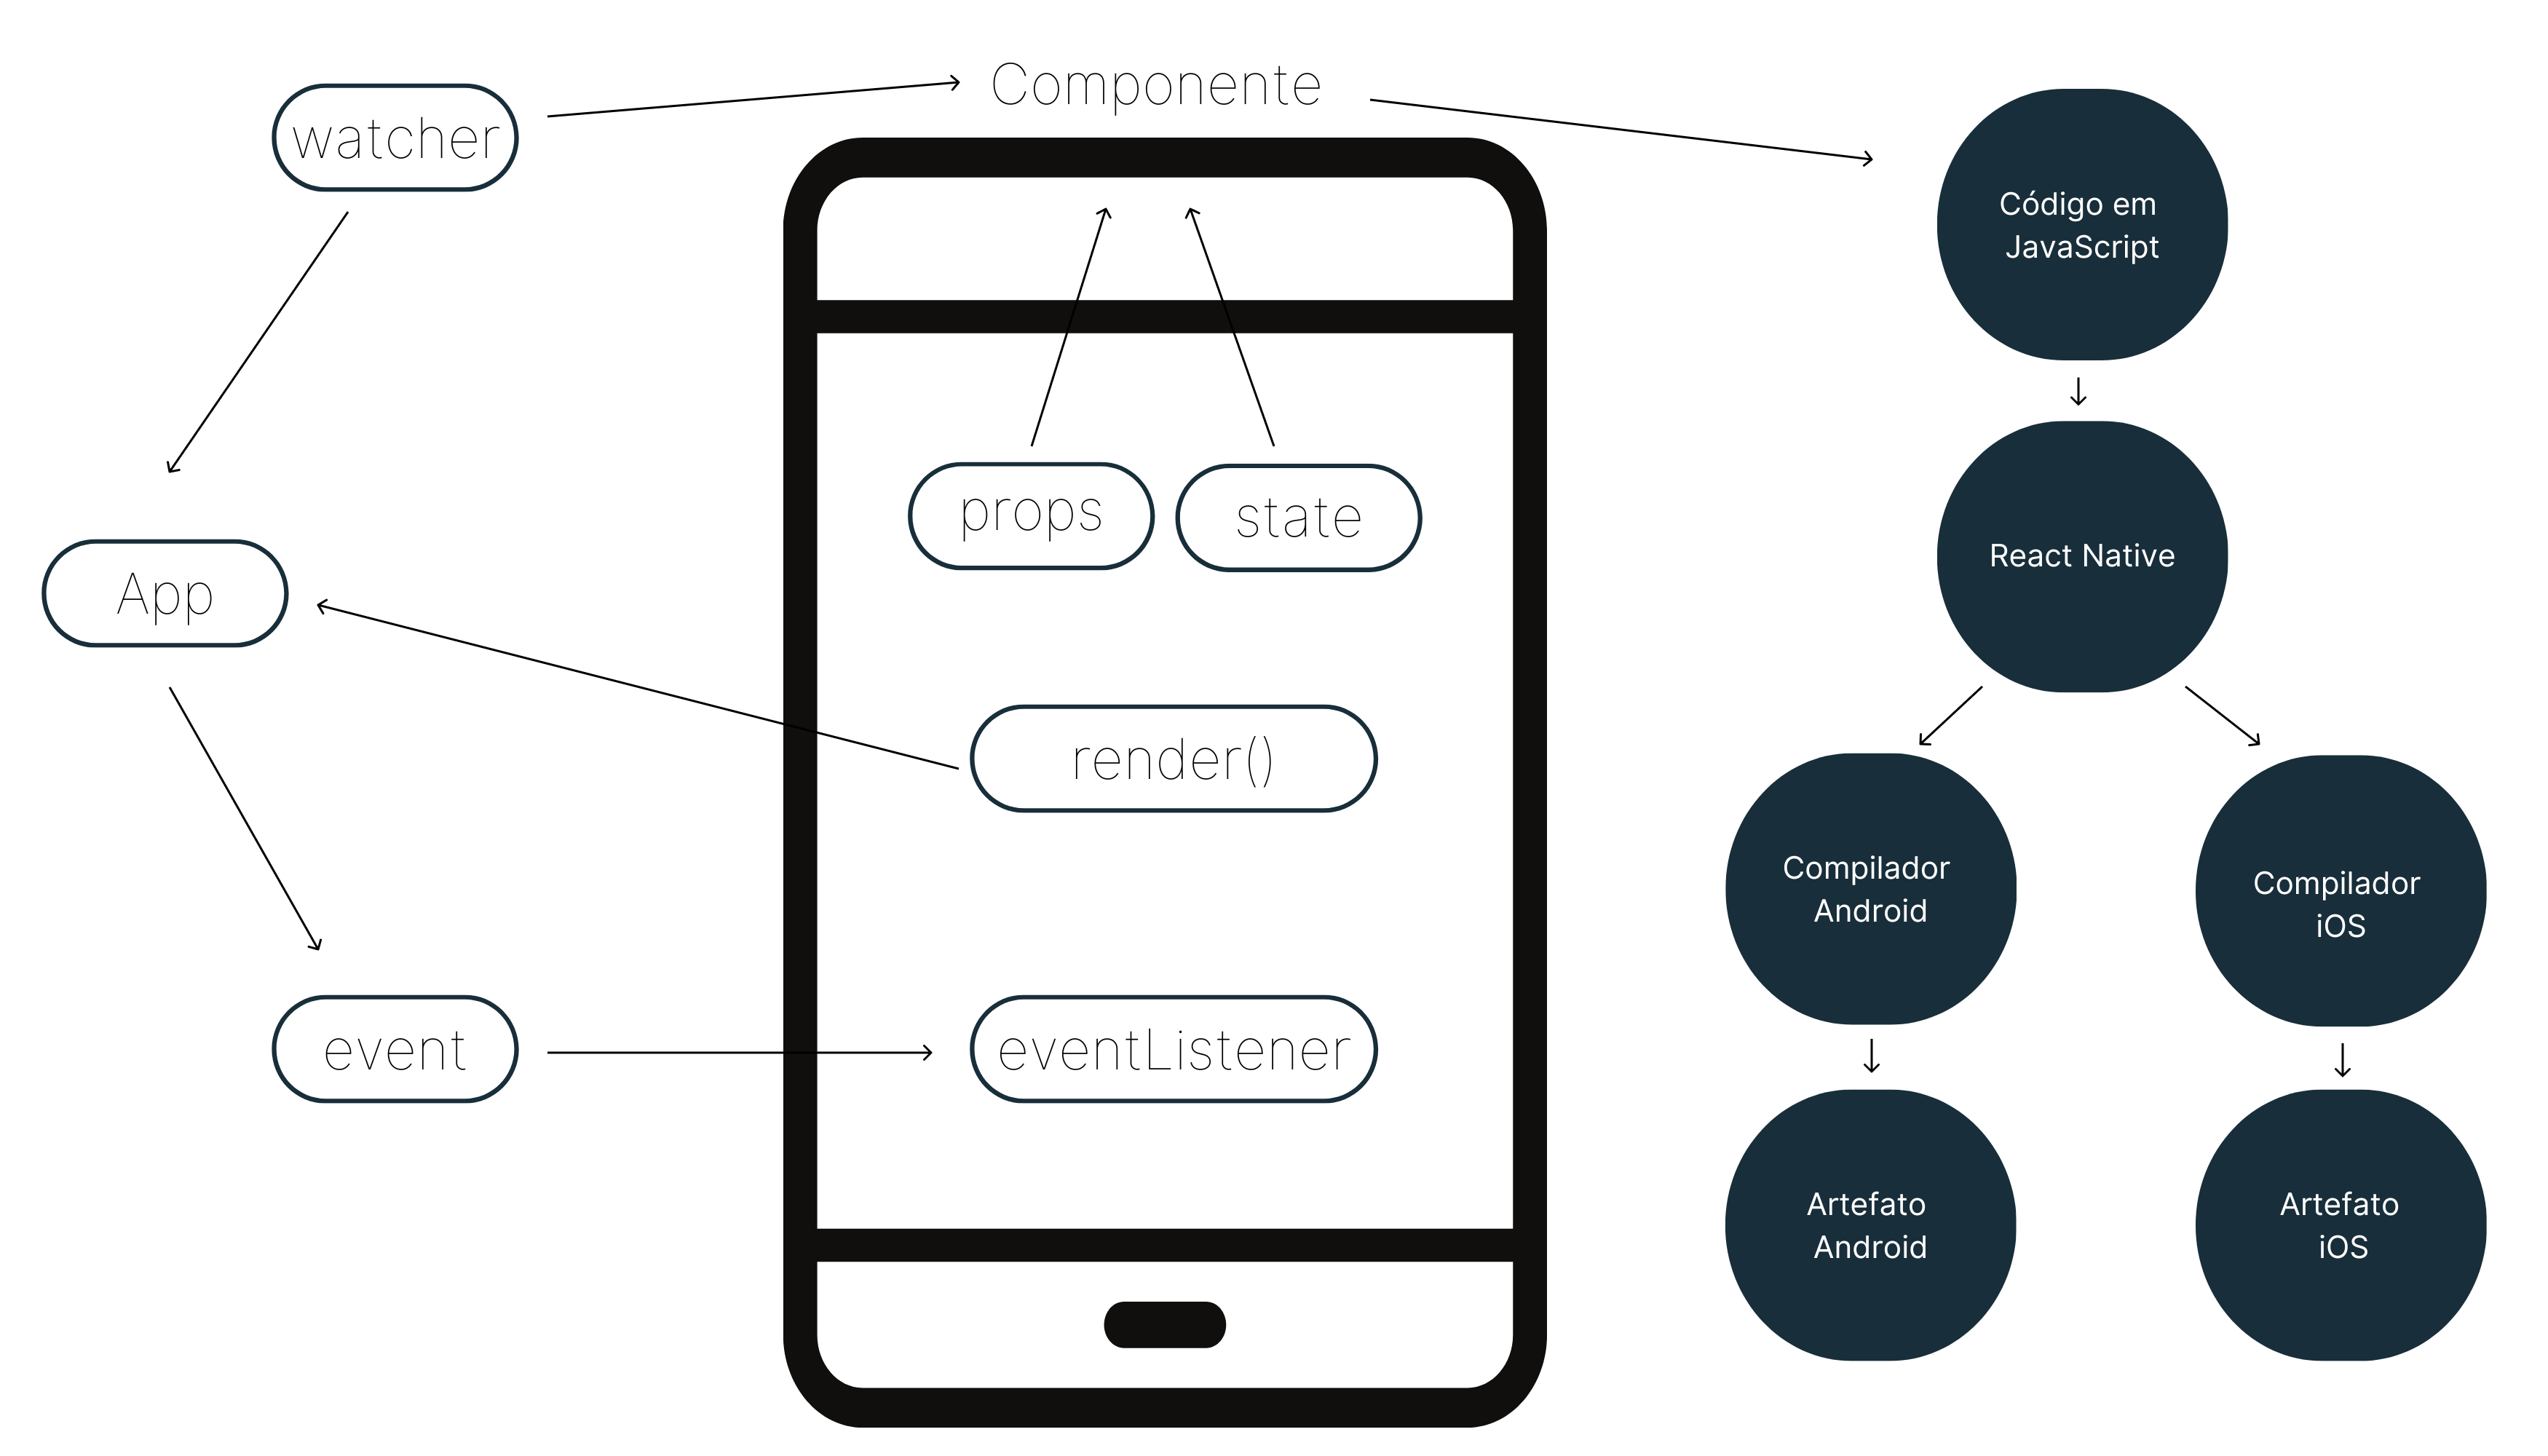 watcher
Componente
App
props
state
render()
event
eventListener
Código em
JavaScript
React Native
Compilador
Android
Compilador
iOS
Artefato
Android
Artefato
iOS